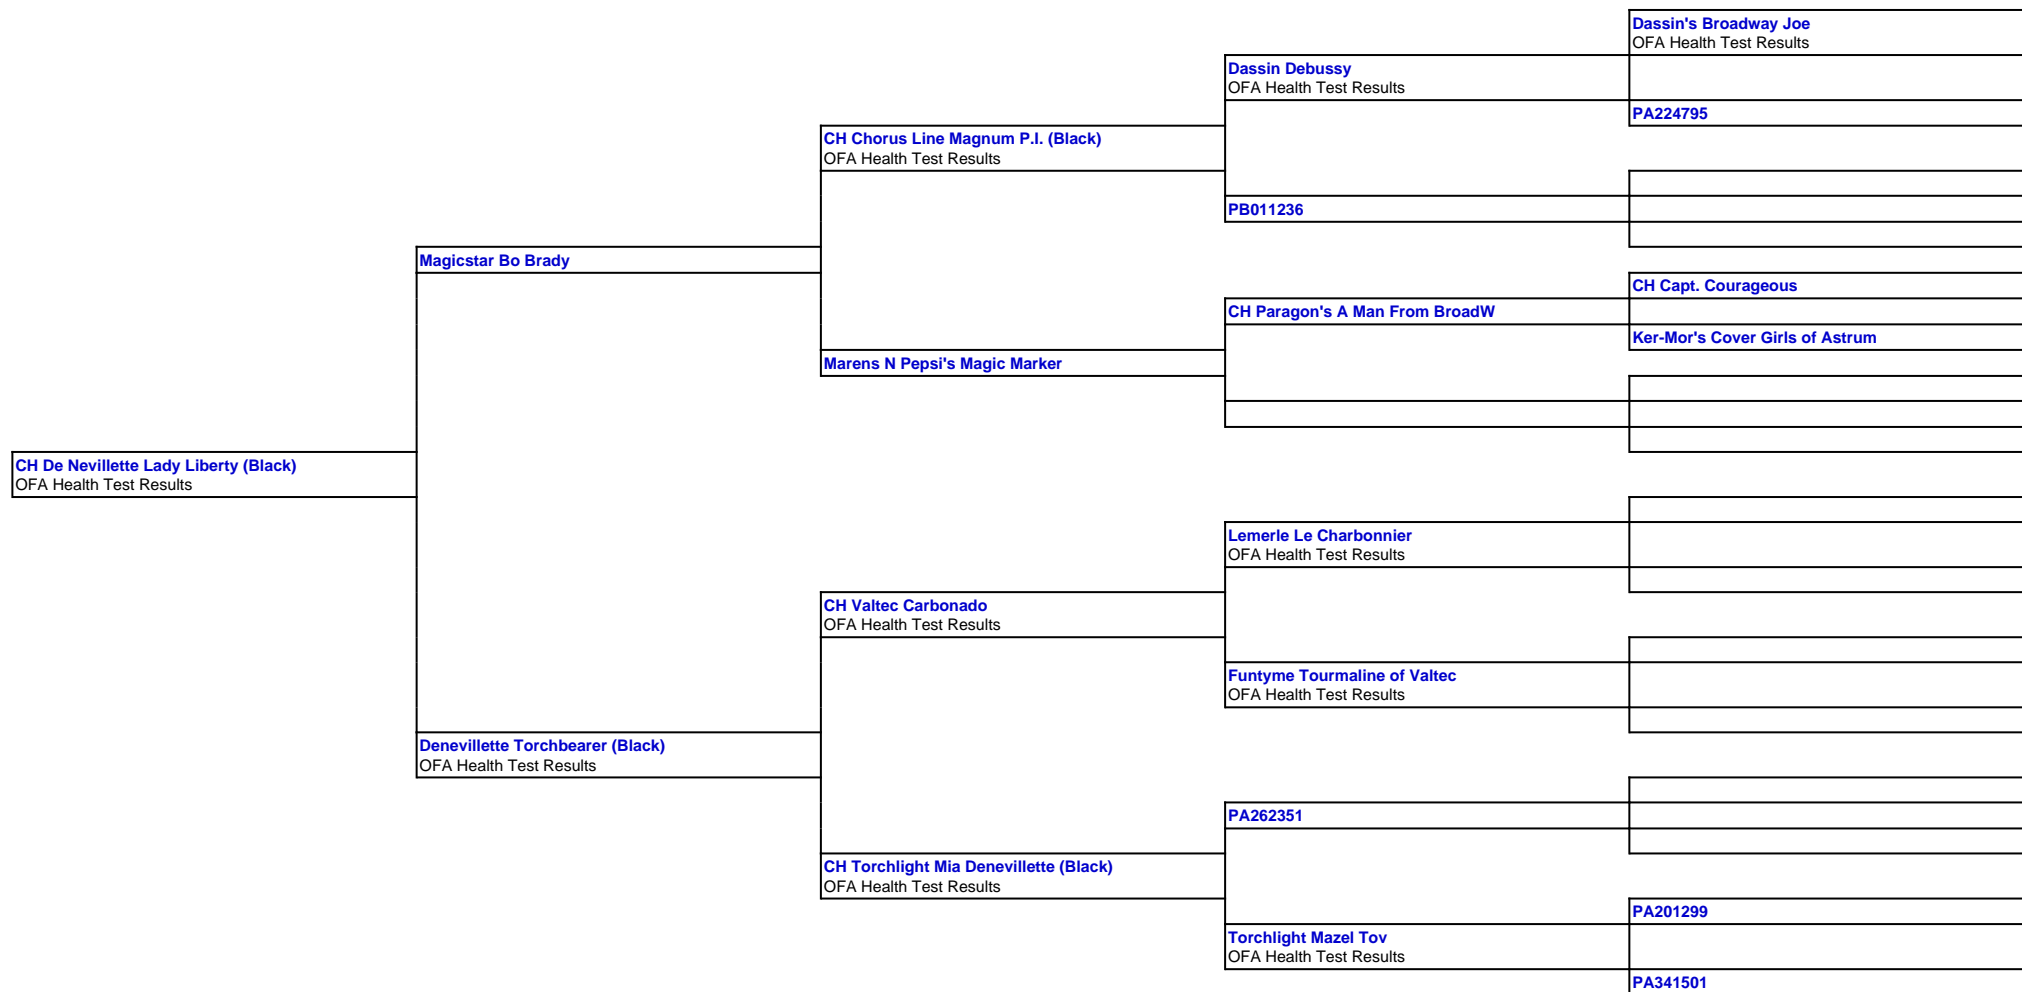 Dassin's Broadway Joe
OFA Health Test Results
Dassin Debussy
OFA Health Test Results
PA224795
CH Chorus Line Magnum P.I. (Black)
OFA Health Test Results
PB011236
Magicstar Bo Brady
CH Capt. Courageous
CH Paragon's A Man From BroadW
Ker-Mor's Cover Girls of Astrum
Marens N Pepsi's Magic Marker
CH De Nevillette Lady Liberty (Black)
OFA Health Test Results
Lemerle Le Charbonnier
OFA Health Test Results
CH Valtec Carbonado
OFA Health Test Results
Funtyme Tourmaline of Valtec
OFA Health Test Results
Denevillette Torchbearer (Black)
OFA Health Test Results
PA262351
CH Torchlight Mia Denevillette (Black)
OFA Health Test Results
PA201299
Torchlight Mazel Tov
OFA Health Test Results
PA341501